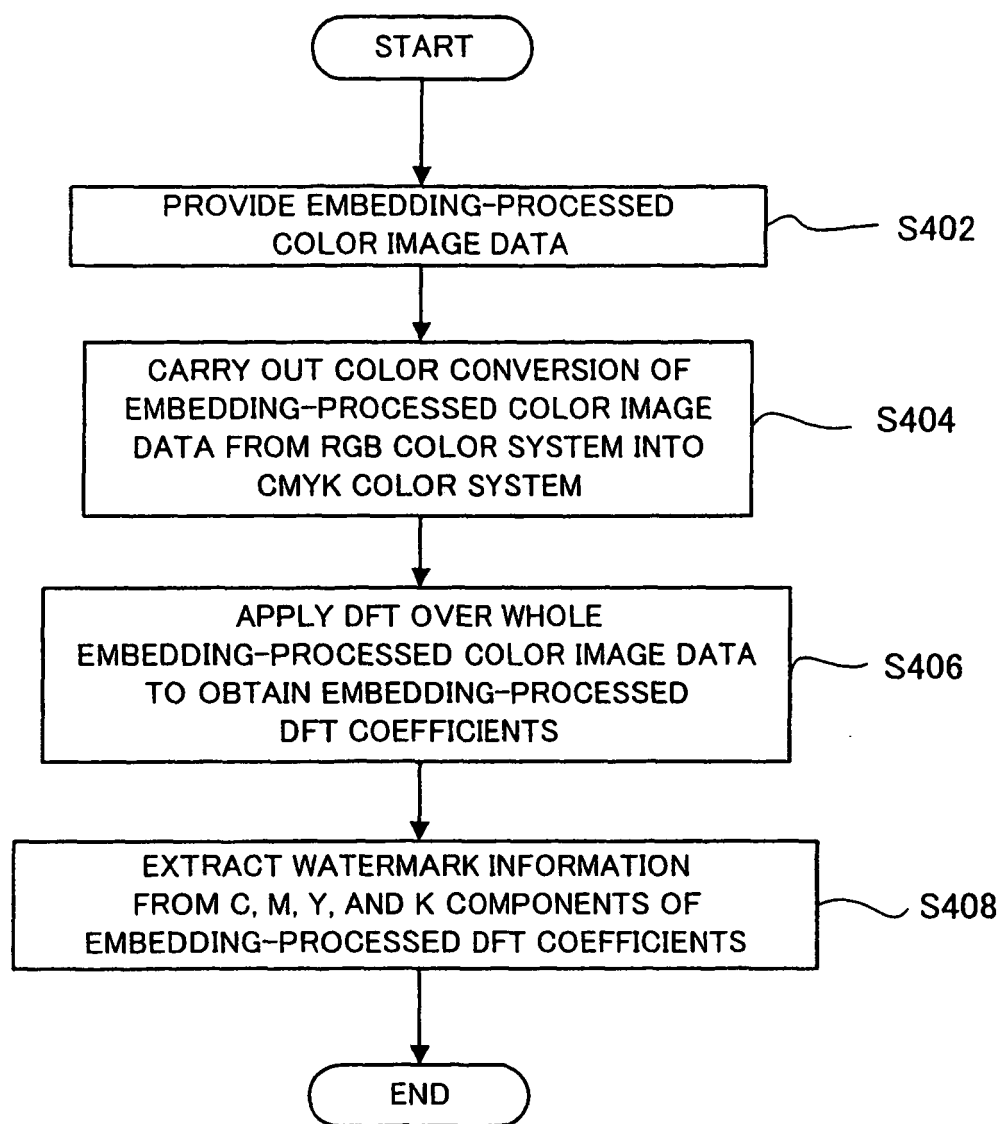 START
PROVIDE EMBEDDING-PROCESSED
COLOR IMAGE DATA
S402
CARRY OUT COLOR CONVERSION OF
EMBEDDING-PROCESSED COLOR IMAGE
DATA FROM RGB COLOR SYSTEM INTO
CMYK COLOR SYSTEM
S404
APPLY DFT OVER WHOLE
EMBEDDING-PROCESSED COLOR IMAGE DATA
TO OBTAIN EMBEDDING-PROCESSED
DFT COEFFICIENTS
S406
EXTRACT WATERMARK INFORMATION
FROM C, M, Y, AND K COMPONENTS OF
EMBEDDING-PROCESSED DFT COEFFICIENTS
S408
END